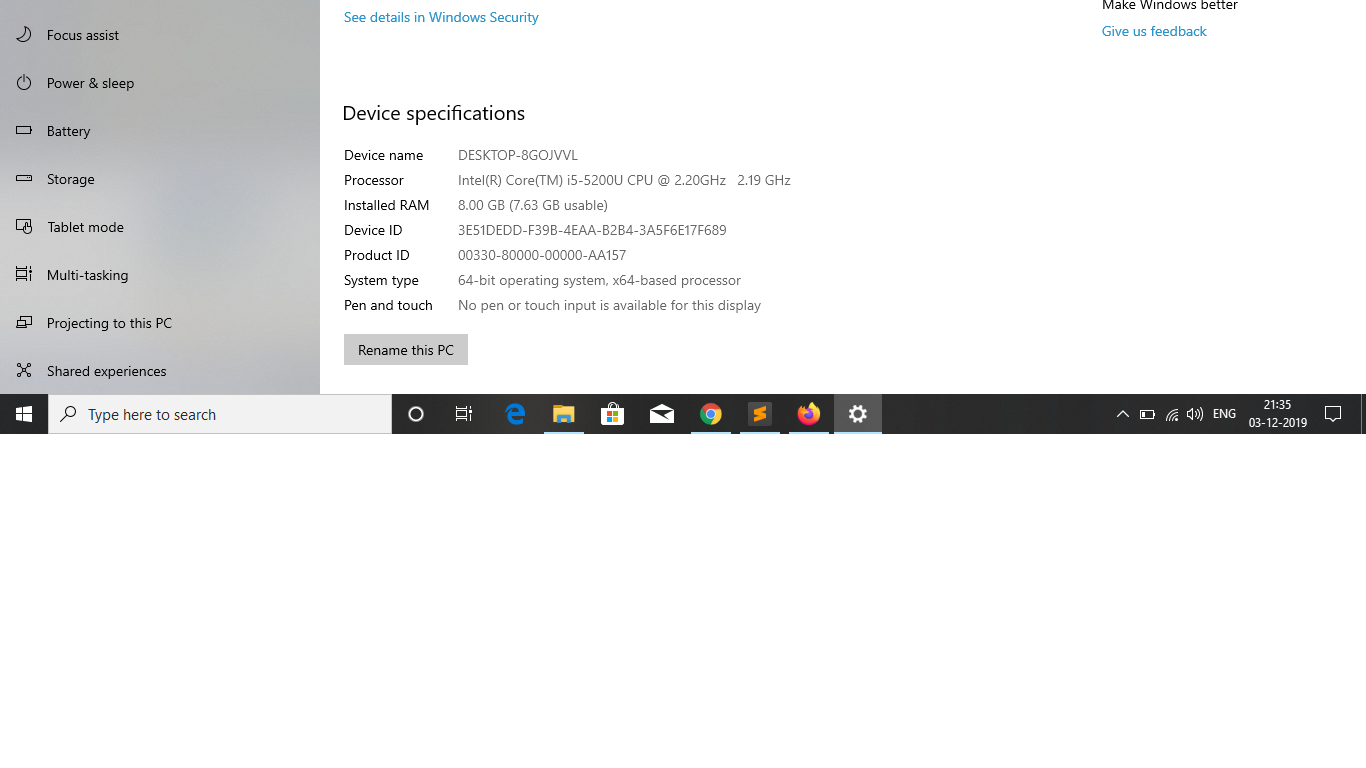 Focus assist
Power & sleep
Battery
Storage
Tablet mode
Multi-tasking
Projecting to this PC
Shared experiences
See details in Windows Security
Device specifications
Device name DESKTOP-8GOJVVL
Processor Intel(R) Core(TM) i5-5200U CPU @ 2.20GHz 2.19 GHz
Installed RAM 8.00 GB (7.63 GB usable)
Device ID 3E51DEDD-F39B-4EAA-B2B4-3A5F6E17F689
Product ID 00330-80000-00000-AA157
System type 64-bit operating system, x64-based processor
Pen and touch No pen or touch input is available for this display
Rename this PC
Make Windows better
Give us feedback
Type here to search
ENG
21:35
03-12-2019